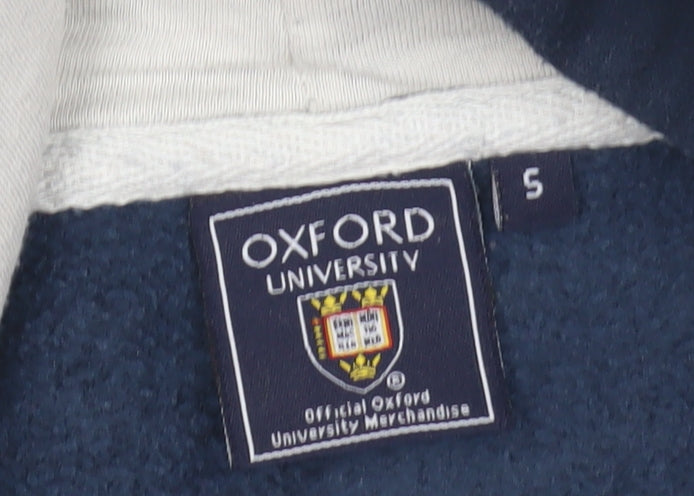 OXFORD
UNIVERSITY
®
Official Oxford
University Merchandise
S